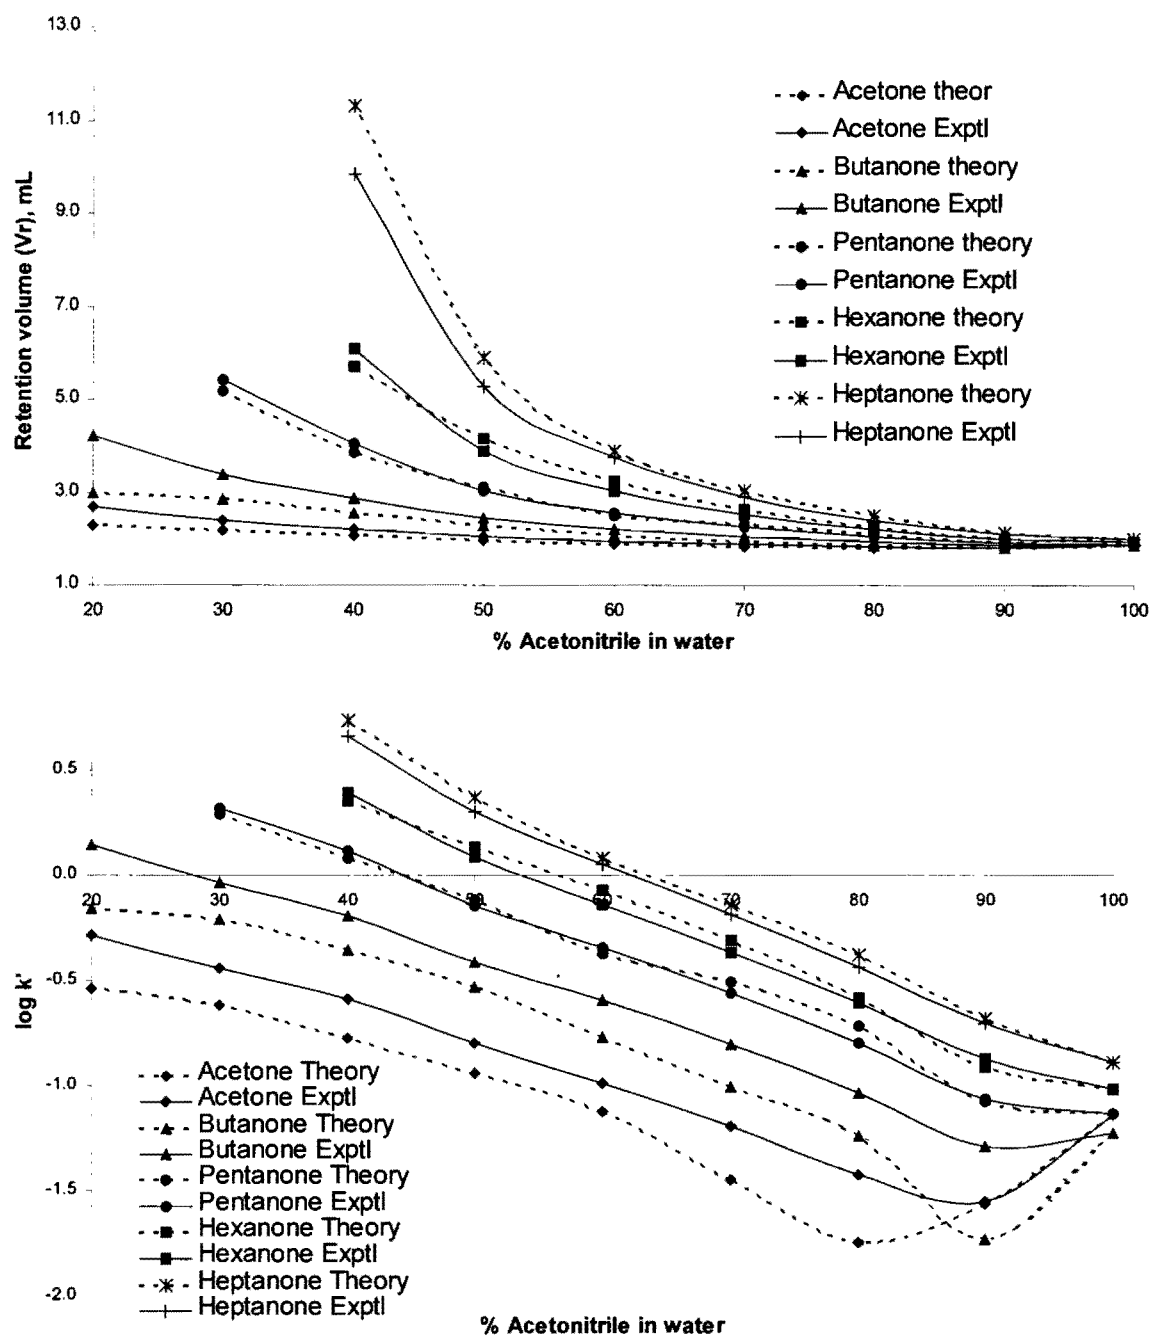 13.0
11.0
9.0
7.0
5.0
3.0
1.0
Retention volume (Vr), mL
Acetone theor
Acetone Exptl
Butanone theory
Butanone Exptl
Pentanone theory
Pentanone Exptl
Hexanone theory
Hexanone Exptl
Heptanone theory
Heptanone Exptl
20 30 40 50 60 70 80 90 100
% Acetonitrile in water
0.5
0.0
-0.5
-1.0
-1.5
-2.0
log k'
20 30 40 50 60 70 80 90 100
Acetone Theory
Acetone Exptl
Butanone Theory
Butanone Exptl
Pentanone Theory
Pentanone Exptl
Hexanone Theory
Hexanone Exptl
Heptanone Theory
Heptanone Exptl
% Acetonitrile in water